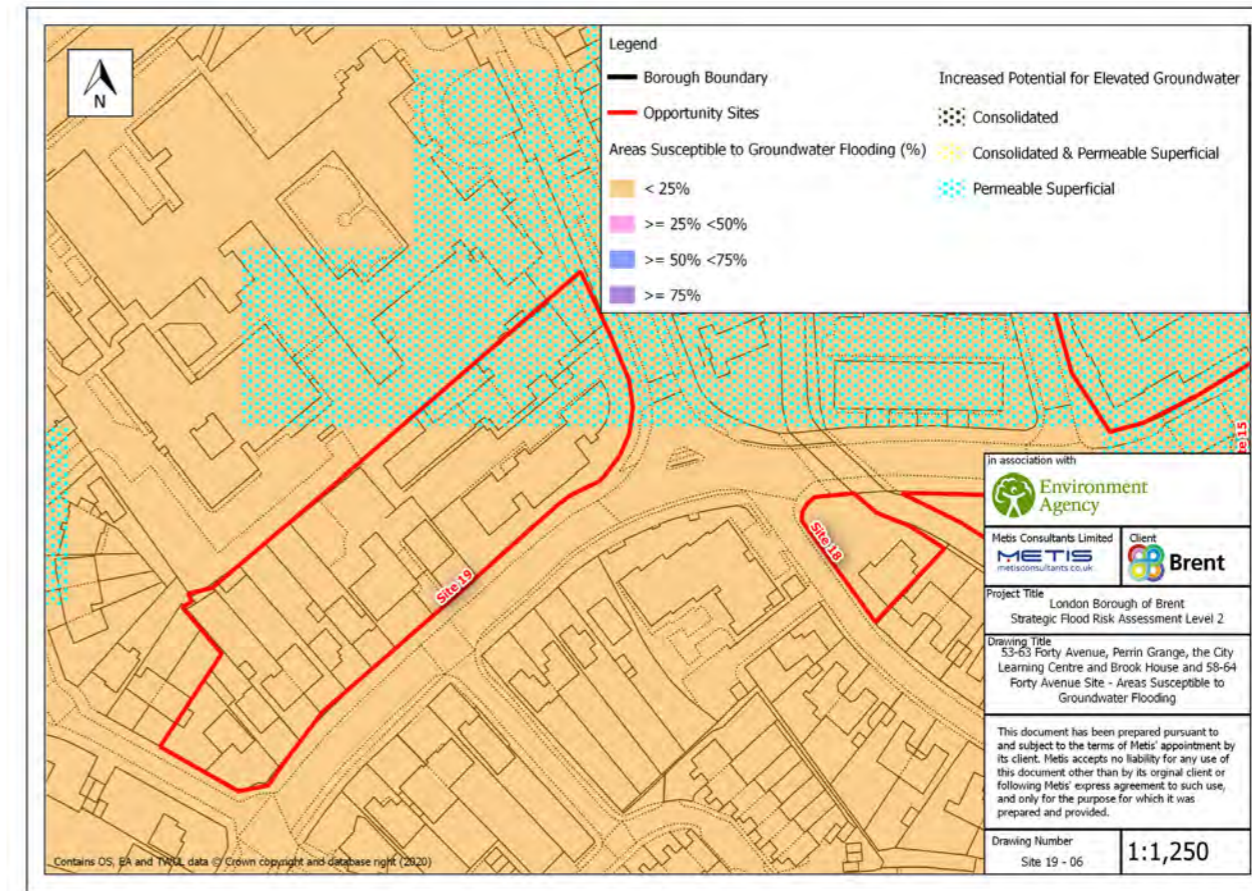 N
Legend
Borough Boundary
Opportunity Sites
Areas Susceptible to Groundwater Flooding (%)
< 25%
>= 25% <50%
>= 50% <75%
>= 75%
Increased Potential for Elevated Groundwater
Consolidated
Consolidated & Permeable Superficial
Permeable Superficial
Site 19
Site 18
te 15
in association with
Environment
Agency
Metis Consultants Limited
METIS
metisconsultants.co.uk
Client
Brent
Project Title
London Borough of Brent
Strategic Flood Risk Assessment Level 2
Drawing Title
53-63 Forty Avenue, Perrin Grange, the City
Learning Centre and Brook House and 58-64
Forty Avenue Site - Areas Susceptible to
Groundwater Flooding
This document has been prepared pursuant to
and subject to the terms of Metis' appointment by
its client. Metis accepts no liability for any use of
this document other than by its orginal client or
following Metis' express agreement to such use,
and only for the purpose for which it was
prepared and provided.
Drawing Number
Site 19 - 06
1:1,250
Contains OS, EA and TWUL data © Crown copyright and database right (2020)